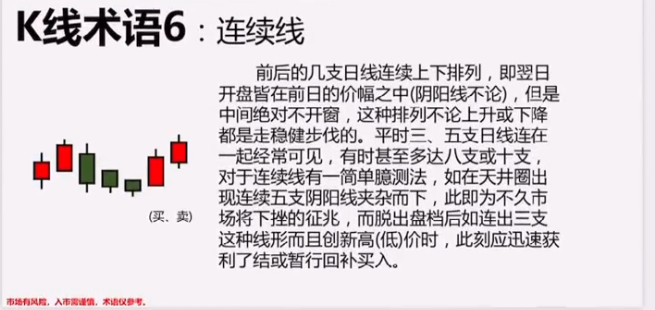 K线术语6：连续线
前后的几支日线连续上下排列，即翌日
开盘皆在前日的价幅之中(阴阳线不论)，但是
中间绝对不开窗，这种排列不论上升或下降
都是走稳健步伐的。平时三、五支日线连在
一起经常可见，有时甚至多达八支或十支，
对于连续线有一简单臆测法，如在天井圈出
现连续五支阴阳线夹杂而下，此即为不久市
场将下挫的征兆，而脱出盘档后如连出三支
这种线形而且创新高(低)价时，此刻应迅速获
利了结或暂行回补买入。
(买、卖)
市场有风险，入市需谨慎，术语仅参考。